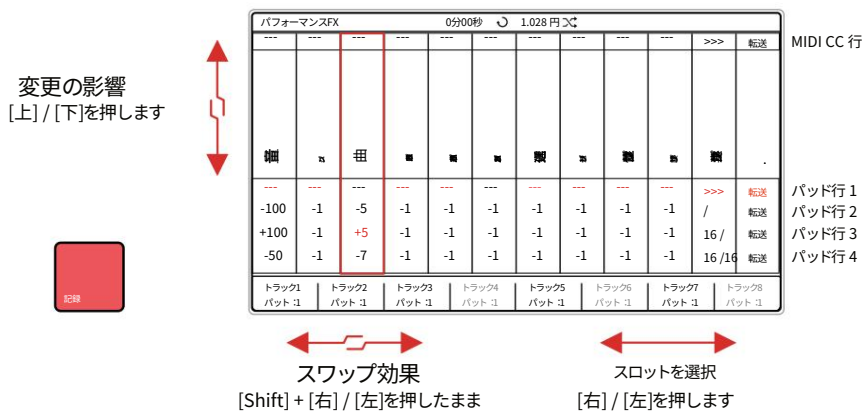 パフォーマンスFX 0分00秒 1.028 円
--- --- --- --- --- --- --- --- --- --- >>> 転送 MIDI CC 行
変更の影響
[上] / [下]を押します
曲
--- --- --- --- --- --- --- --- --- --- >>> 転送 パッド行 1
-100 -1 -5 -1 -1 -1 -1 -1 -1 -1 / 転送 パッド行 2
+100 -1 +5 -1 -1 -1 -1 -1 -1 -1 16 / 転送 パッド行 3
-50 -1 -7 -1 -1 -1 -1 -1 -1 -1 16 /16 転送 パッド行 4
記録
トラック1 トラック2 トラック3 トラック4 トラック5 トラック6 トラック7 トラック8
パット :1 パット :1 パット :1 パット :1 パット :1 パット :1 パット :1 パット :1
スワップ効果
[Shift] + [右] / [左]を押したまま
スロットを選択
[右] / [左]を押します